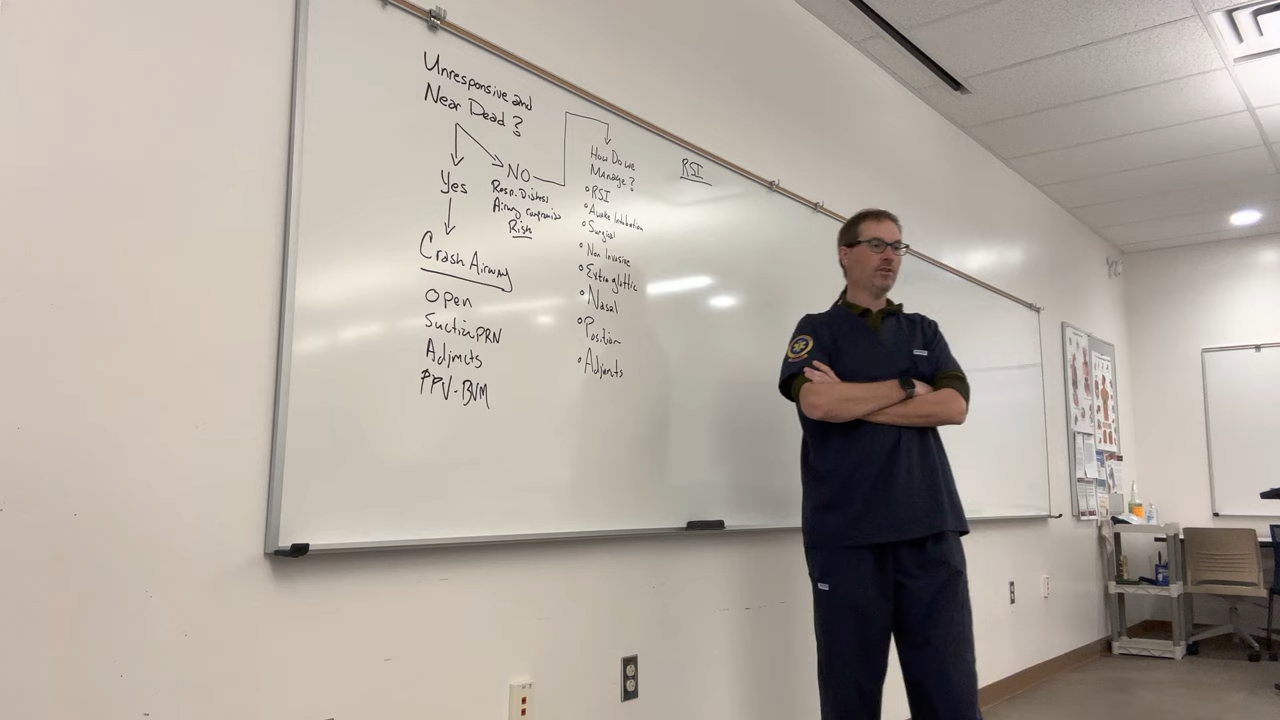 Unresponsive and
Near Dead?
Yes
Crash Airway
Open
Suction PRN
Adjuncts
PPV-BVM
NO
Resp. Distress
Airway compromise
Risk
How Do we
Manage?
RSI
Awake Intubation
Surgical
Non Invasive
Extraglottic
Nasal
Position
Adjuncts
RSI